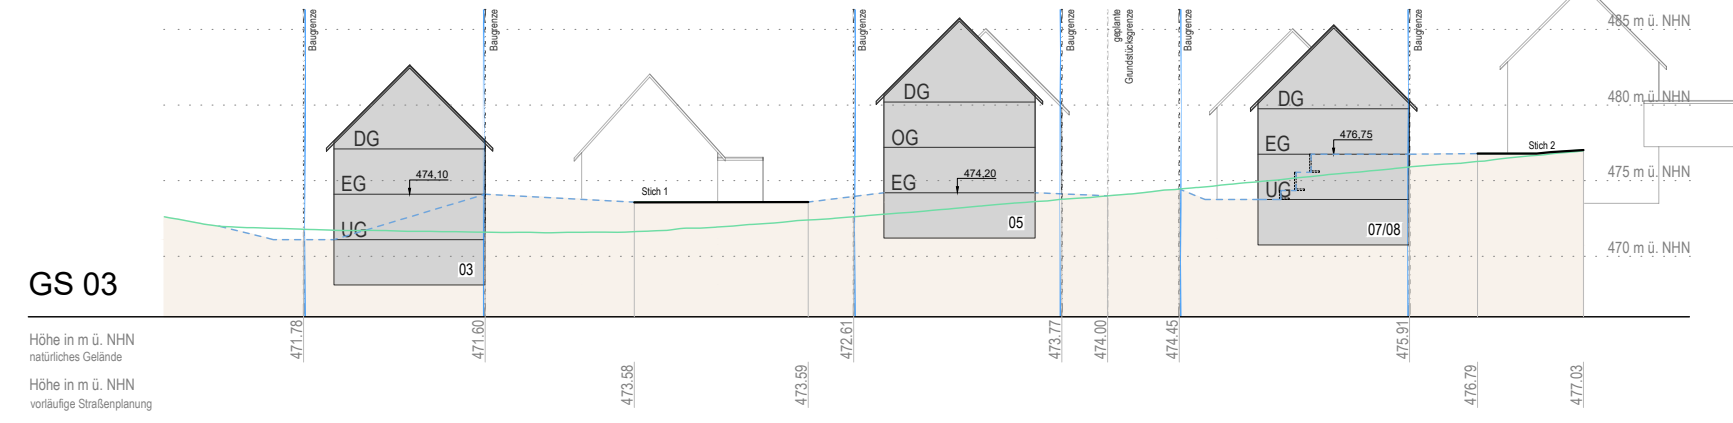 Baugrenze
Baugrenze
Baugrenze
Baugrenze
geplante
Grundstücksgrenze
Baugrenze
Baugrenze
485 m ü. NHN
480 m ü. NHN
475 m ü. NHN
470 m ü. NHN
DG
EG
474,10
UG
03
Stich 1
DG
OG
EG
474,20
05
DG
EG
476,75
UG
07/08
Stich 2
GS 03
Höhe in m ü. NHN
natürliches Gelände
471.78
471.60
472.61
473.77
474.00
474.45
475.91
Höhe in m ü. NHN
vorläufige Straßenplanung
473.58
473.59
476.79
477.03